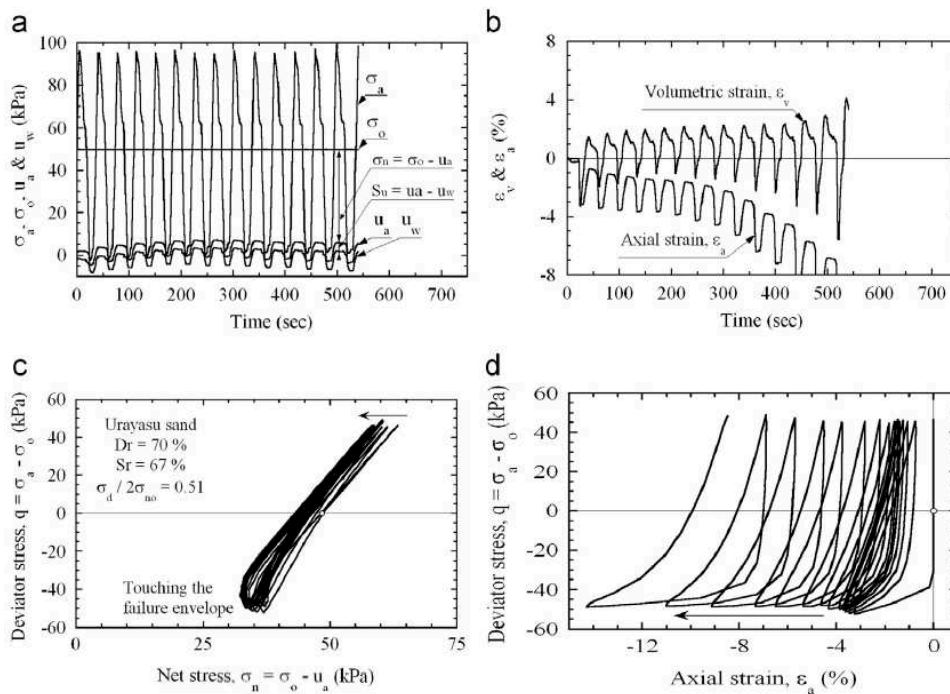 a
σa, σo, ua & uw (kPa)
100
80
60
40
20
0
σa
σo
σn = σo - ua
Su = ua - uw
ua uw
0 100 200 300 400 500 600 700
Time (sec)
b
εv & εa (%)
8
4
0
-4
-8
Volumetric strain, εv
Axial strain, εa
0 100 200 300 400 500 600 700
Time (sec)
c
Deviator stress, q = σa - σo (kPa)
60
40
20
0
-20
-40
-60
Urayasu sand
Dr = 70 %
Sr = 67 %
σd / 2σno = 0.51
Touching the
failure envelope
0 25 50 75
Net stress, σn = σo - ua (kPa)
d
Deviator stress, q = σa - σo (kPa)
60
40
20
0
-20
-40
-60
-12 -8 -4 0
Axial strain, εa (%)